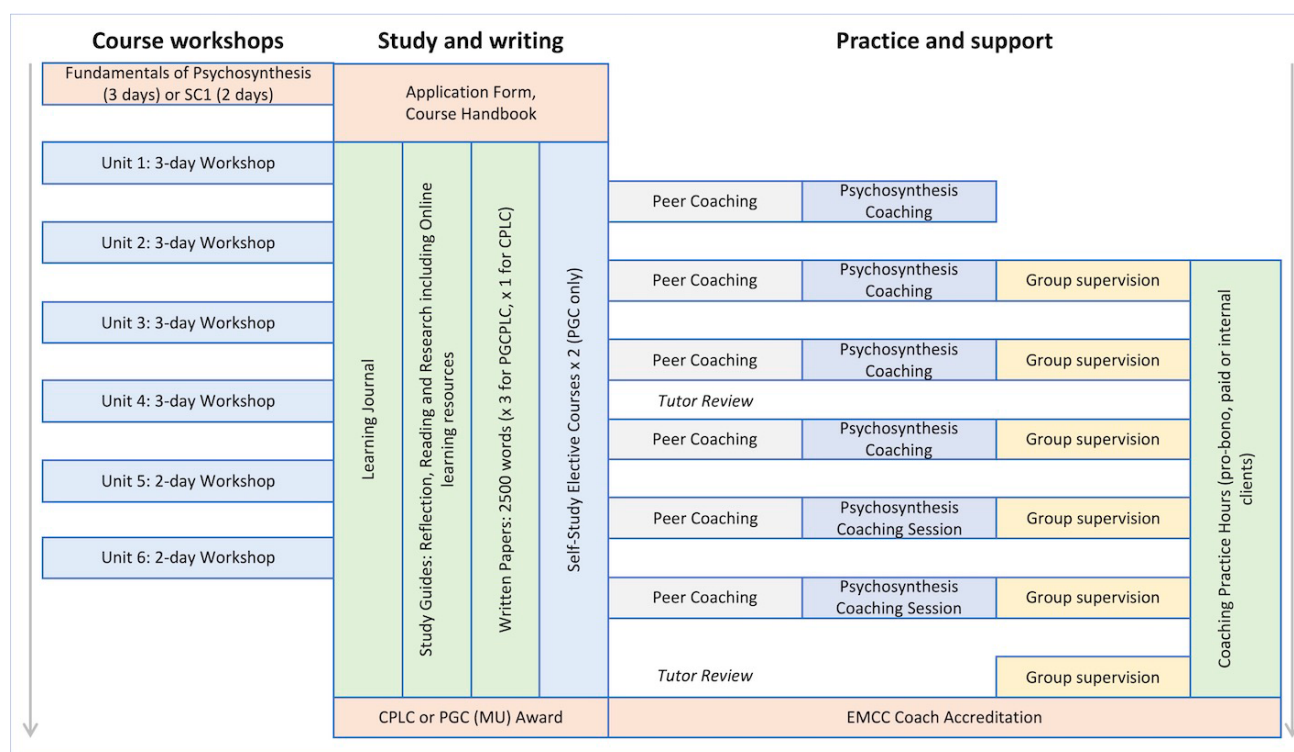 Course workshops
Study and writing
Practice and support
Fundamentals of Psychosynthesis
(3 days) or SC1 (2 days)
Application Form,
Course Handbook
Unit 1: 3-day Workshop
Unit 2: 3-day Workshop
Unit 3: 3-day Workshop
Unit 4: 3-day Workshop
Unit 5: 2-day Workshop
Unit 6: 2-day Workshop
Learning Journal
Study Guides: Reflection, Reading and Research including Online
learning resources
Written Papers: 2500 words (x 3 for PGCPLC, x 1 for CPLC)
Self-Study Elective Courses x 2 (PGC only)
Peer Coaching
Psychosynthesis
Coaching
Peer Coaching
Psychosynthesis
Coaching
Group supervision
Peer Coaching
Psychosynthesis
Coaching
Group supervision
Tutor Review
Peer Coaching
Psychosynthesis
Coaching
Group supervision
Peer Coaching
Psychosynthesis
Coaching Session
Group supervision
Peer Coaching
Psychosynthesis
Coaching Session
Group supervision
Tutor Review
Group supervision
Coaching Practice Hours (pro-bono, paid or internal
clients)
CPLC or PGC (MU) Award
EMCC Coach Accreditation